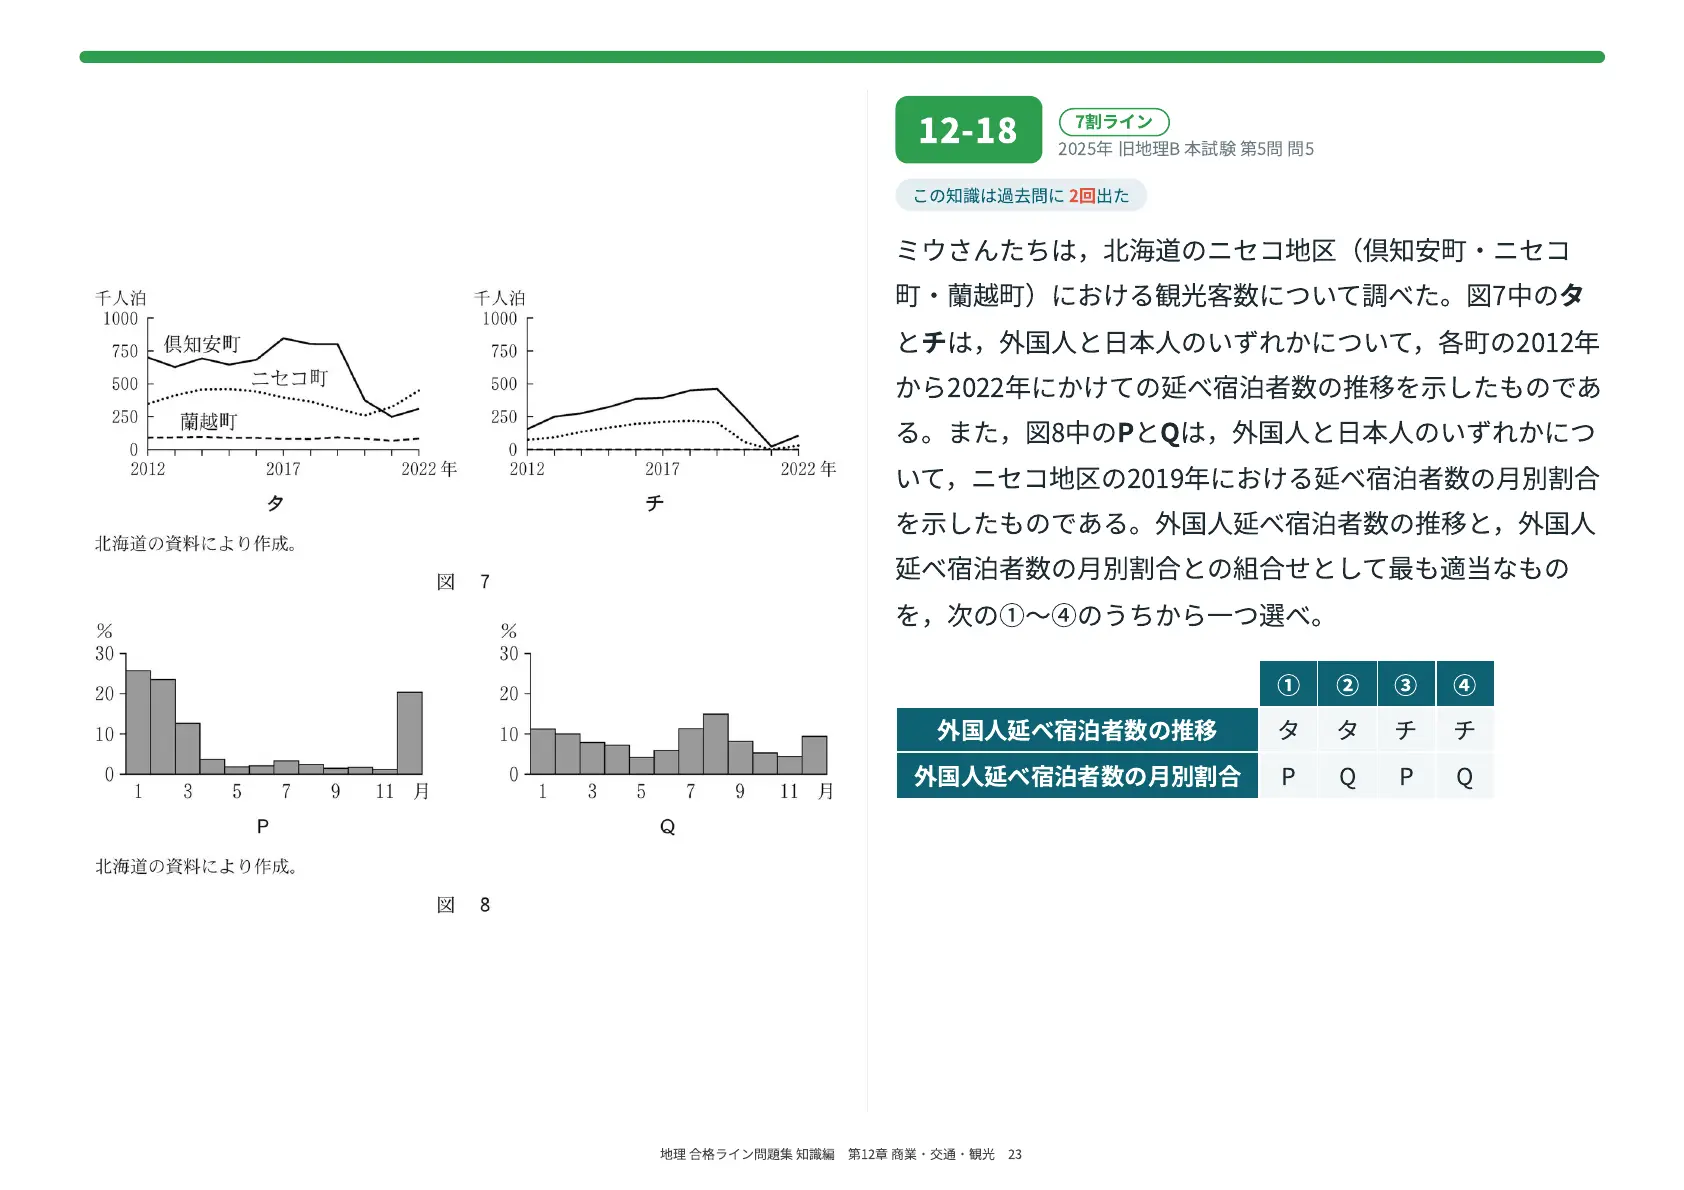 千人泊
1000
750
500
250
0
倶知安町
ニセコ町
蘭越町
2012 2017 2022 年
タ
千人泊
1000
750
500
250
0
2012 2017 2022 年
チ
北海道の資料により作成。
図 7
%
30
20
10
0
1 3 5 7 9 11 月
P
%
30
20
10
0
1 3 5 7 9 11 月
Q
北海道の資料により作成。
図 8
12-18
7割ライン
2025年 旧地理B 本試験 第5問 問5
この知識は過去問に 2回出た
ミウさんたちは，北海道のニセコ地区（倶知安町・ニセコ
町・蘭越町）における観光客数について調べた。図7中のタ
とチは，外国人と日本人のいずれかについて，各町の2012年
から2022年にかけての延べ宿泊者数の推移を示したものであ
る。また，図8中のPとQは，外国人と日本人のいずれかにつ
いて，ニセコ地区の2019年における延べ宿泊者数の月別割合
を示したものである。外国人延べ宿泊者数の推移と，外国人
延べ宿泊者数の月別割合との組合せとして最も適当なもの
を，次の①～④のうちから一つ選べ。
① ② ③ ④
外国人延べ宿泊者数の推移 タ タ チ チ
外国人延べ宿泊者数の月別割合 P Q P Q
地理 合格ライン問題集 知識編 第12章 商業・交通・観光 23